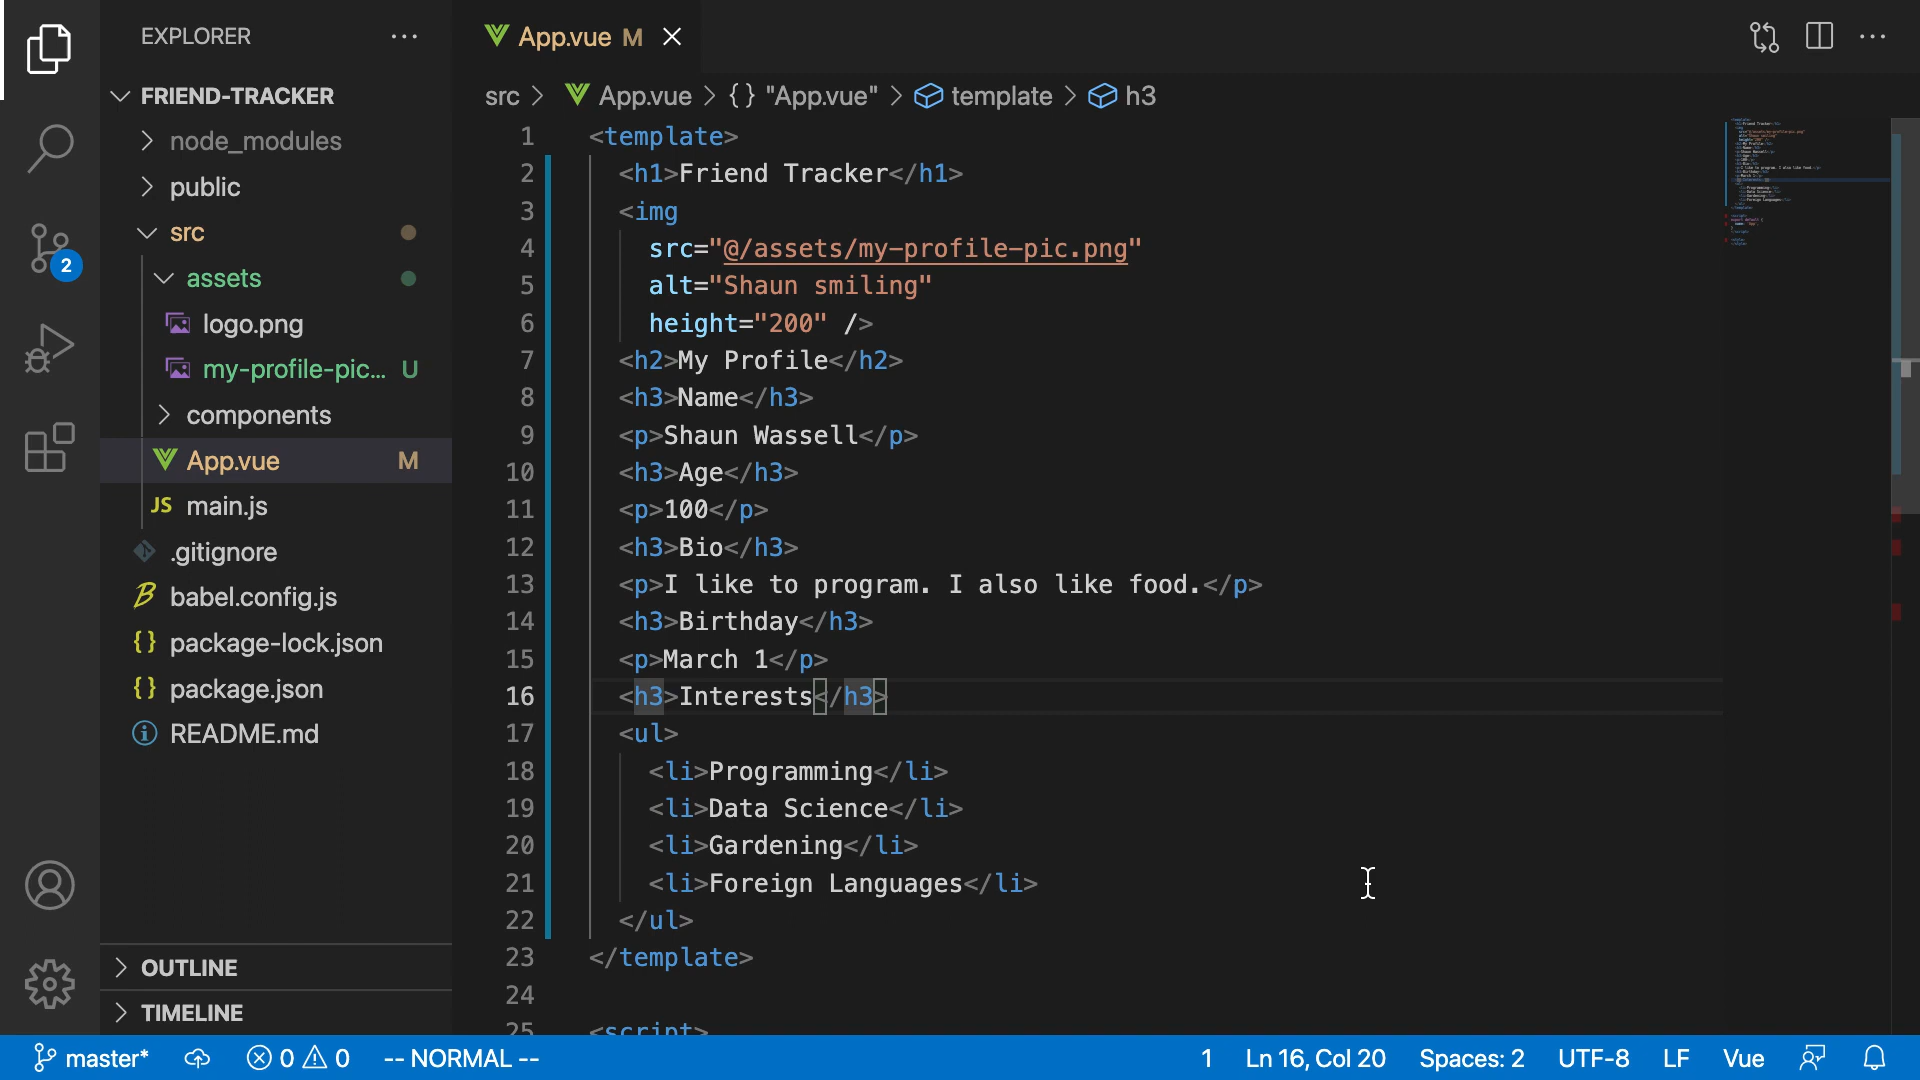 EXPLORER
FRIEND-TRACKER
node_modules
public
src
assets
logo.png
my-profile-pic... U
components
App.vue M
JS main.js
.gitignore
babel.config.js
{} package-lock.json
{} package.json
README.md
OUTLINE
TIMELINE
2
App.vue M
src > App.vue > {} "App.vue" > template > h3
1 <template>
2 <h1>Friend Tracker</h1>
3 <img
4 src="@/assets/my-profile-pic.png"
5 alt="Shaun smiling"
6 height="200" />
7 <h2>My Profile</h2>
8 <h3>Name</h3>
9 <p>Shaun Wassell</p>
10 <h3>Age</h3>
11 <p>100</p>
12 <h3>Bio</h3>
13 <p>I like to program. I also like food.</p>
14 <h3>Birthday</h3>
15 <p>March 1</p>
16 <h3>Interests</h3>
17 <ul>
18 <li>Programming</li>
19 <li>Data Science</li>
20 <li>Gardening</li>
21 <li>Foreign Languages</li>
22 </ul>
23 </template>
24
25 <script>
master* 0 0 -- NORMAL -- 1 Ln 16, Col 20 Spaces: 2 UTF-8 LF Vue